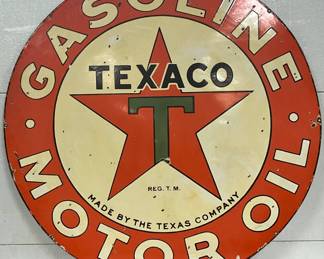 GASOLINE
TEXACO
T
REG. T. M.
MADE BY THE TEXAS COMPANY
MOTOR OIL